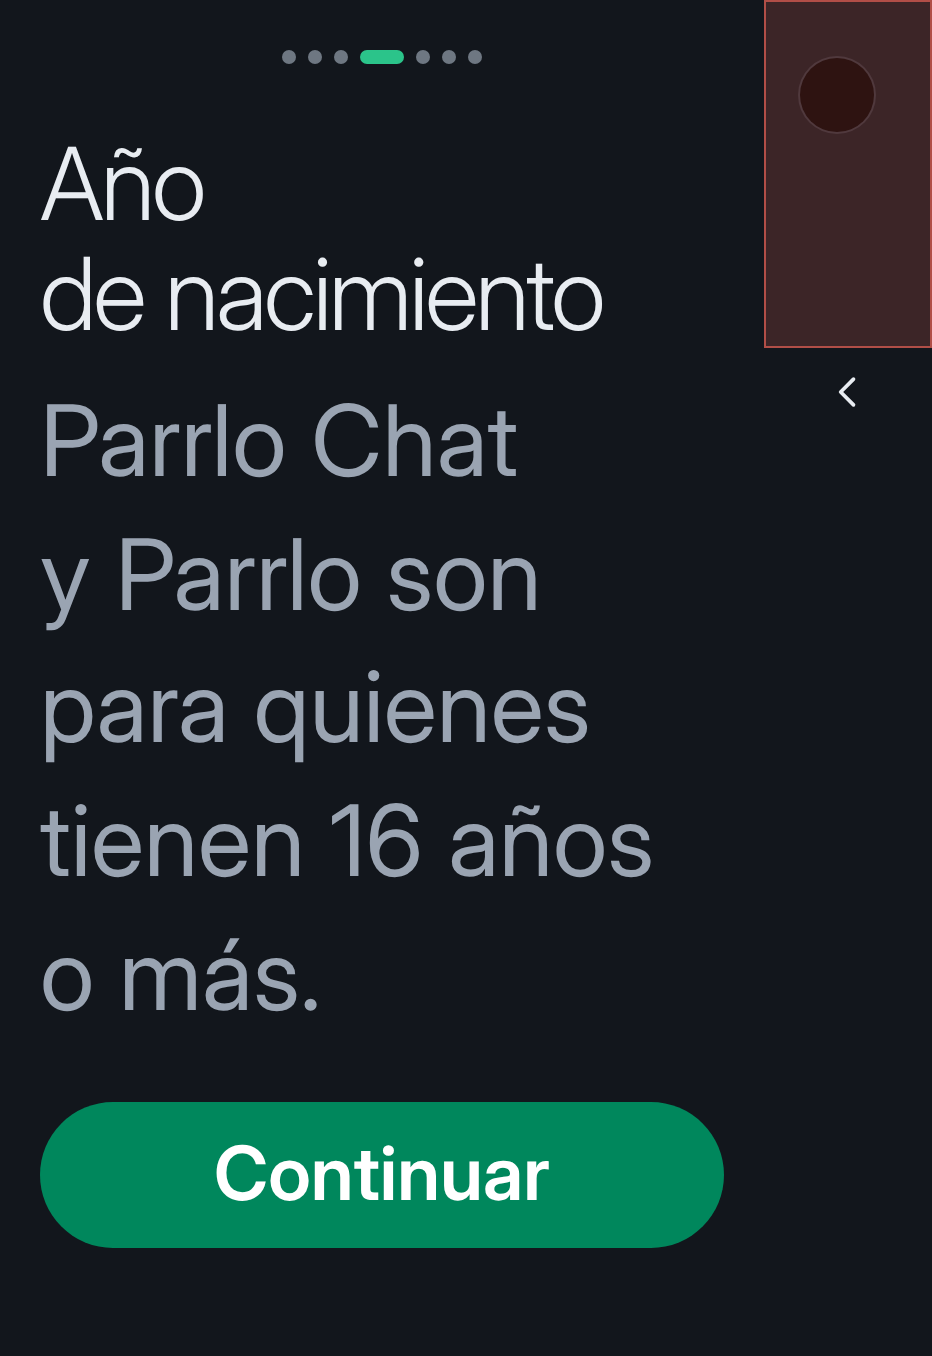 Año
de nacimiento
Parrlo Chat
y Parrlo son
para quienes
tienen 16 años
o más.
Continuar